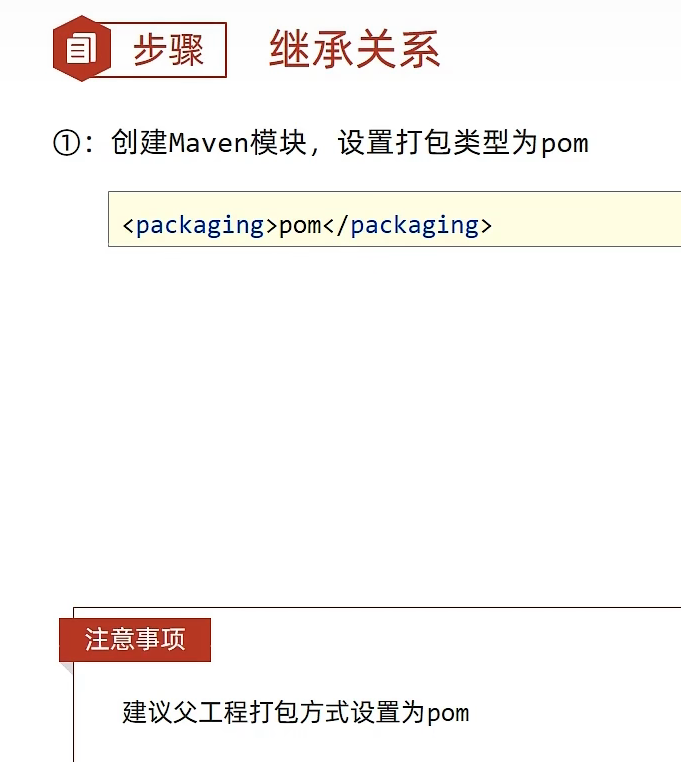 步骤 继承关系
①：创建Maven模块，设置打包类型为pom
<packaging>pom</packaging>
注意事项
建议父工程打包方式设置为pom